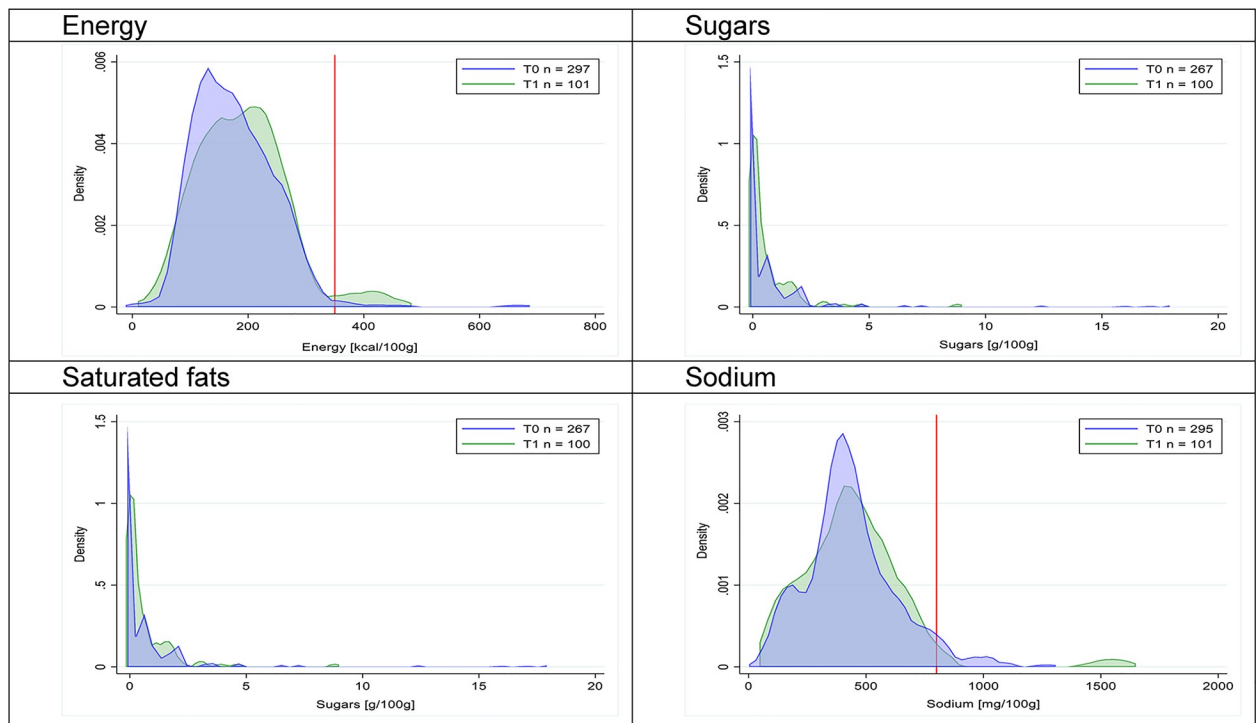 Energy
Sugars
.006
.004
.002
0
Density
0 200 400 600 800
Energy [kcal/100g]
T0 n = 297
T1 n = 101
1.5
1
.5
0
Density
0 5 10 15 20
Sugars [g/100g]
T0 n = 267
T1 n = 100
Saturated fats
Sodium
1.5
1
.5
0
Density
0 5 10 15 20
Sugars [g/100g]
T0 n = 267
T1 n = 100
.003
.002
.001
0
Density
0 500 1000 1500 2000
Sodium [mg/100g]
T0 n = 295
T1 n = 101